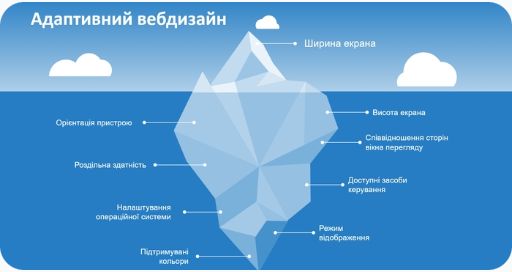 Адаптивний вебдизайн
Ширина екрана
Орієнтація пристрою
Висота екрана
Співвідношення сторін
вікна перегляду
Роздільна здатність
Доступні засоби
керування
Налаштування
операційної системи
Режим
відображення
Підтримувані
кольори